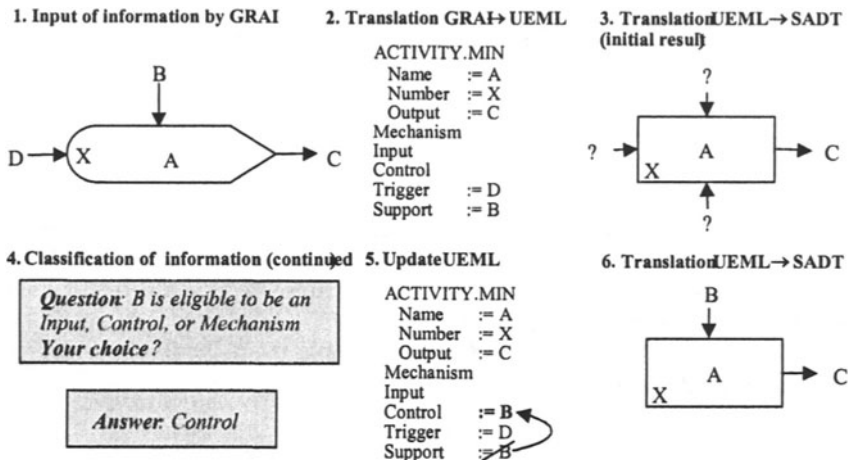 1. Input of information by GRAI
B
D
X
A
C
2. Translation GRAI→ UEML
ACTIVITY.MIN
Name := A
Number := X
Output := C
Mechanism
Input
Control
Trigger := D
Support := B
3. Translation UEML→ SADT
(initial result)
?
?
A
X
C
?
4. Classification of information (continued
Question: B is eligible to be an
Input, Control, or Mechanism
Your choice?
Answer: Control
5. Update UEML
ACTIVITY.MIN
Name := A
Number := X
Output := C
Mechanism
Input
Control := B
Trigger := D
Support := B
6. Translation UEML→ SADT
B
A
X
C